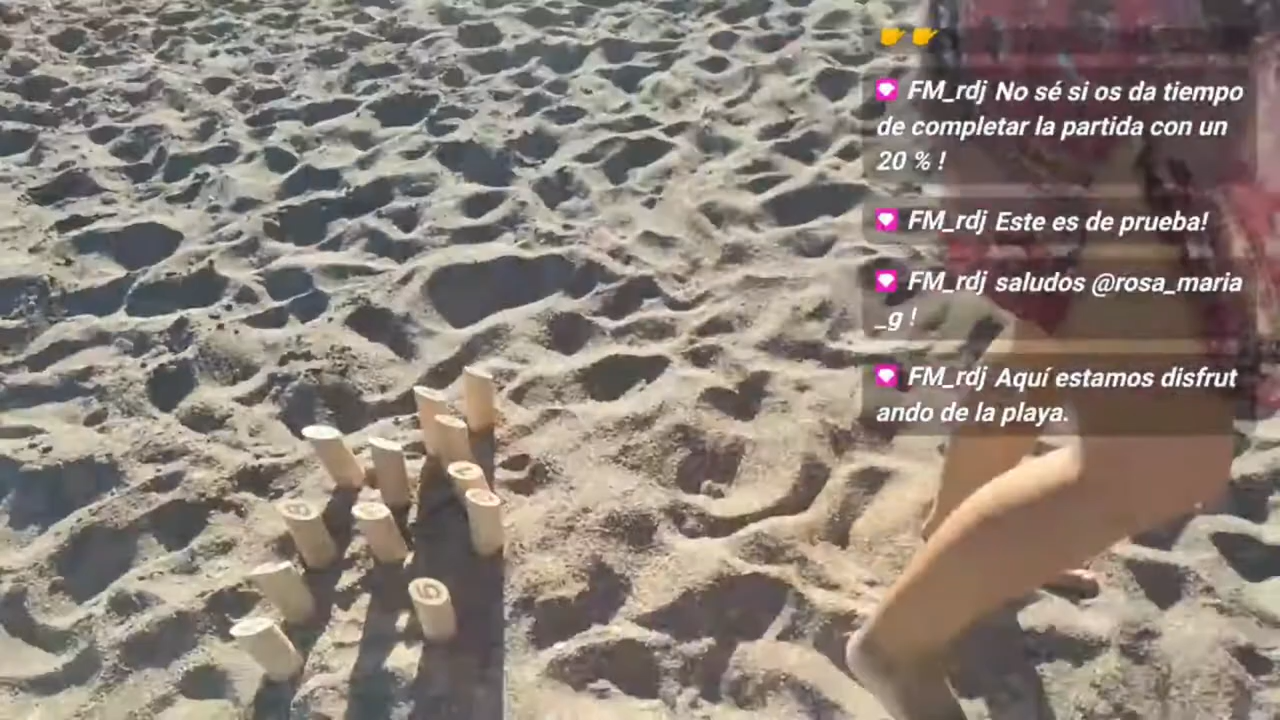 FM_rdj No sé si os da tiempo
de completar la partida con un
20 % !
FM_rdj Este es de prueba!
FM_rdj saludos @rosa_maria
_g !
FM_rdj Aquí estamos disfrut
ando de la playa.